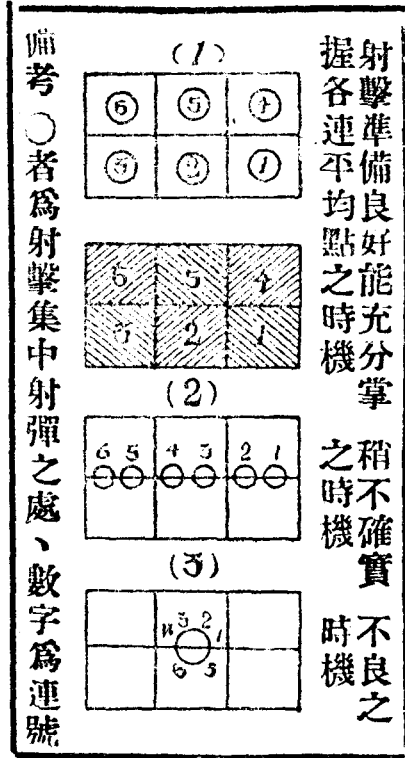 射擊準備良好能充分掌握各連平均點之時機
稍不確實之時機
不良之時機
(1)
6 5 4
3 2 1
6 5 4
3 2 1
(2)
6 5 4 3 2 1
(3)
3 2 1
6 5
備考 ○者爲射擊集中射彈之處、數字爲連號